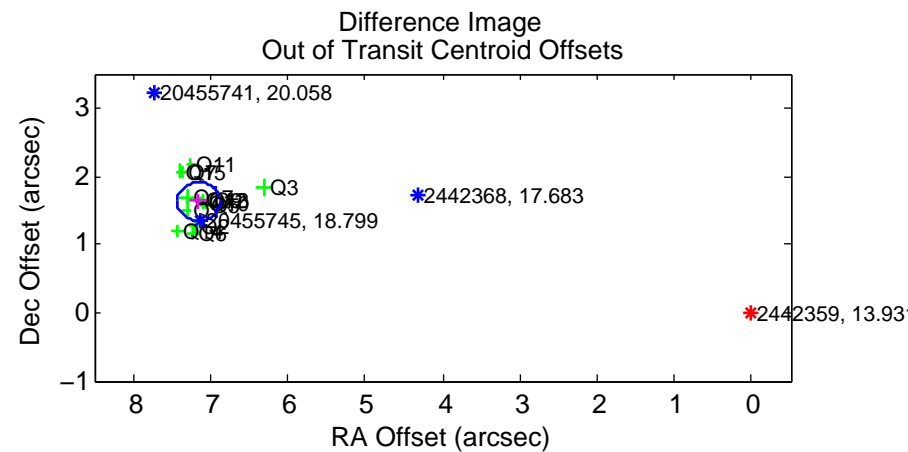 Difference Image
Out of Transit Centroid Offsets
Dec Offset (arcsec)
3
2
1
0
−1
20455741, 20.058
Q11
Q3
2442368, 17.683
20455745, 18.799
2442359, 13.931
8 7 6 5 4 3 2 1 0
RA Offset (arcsec)